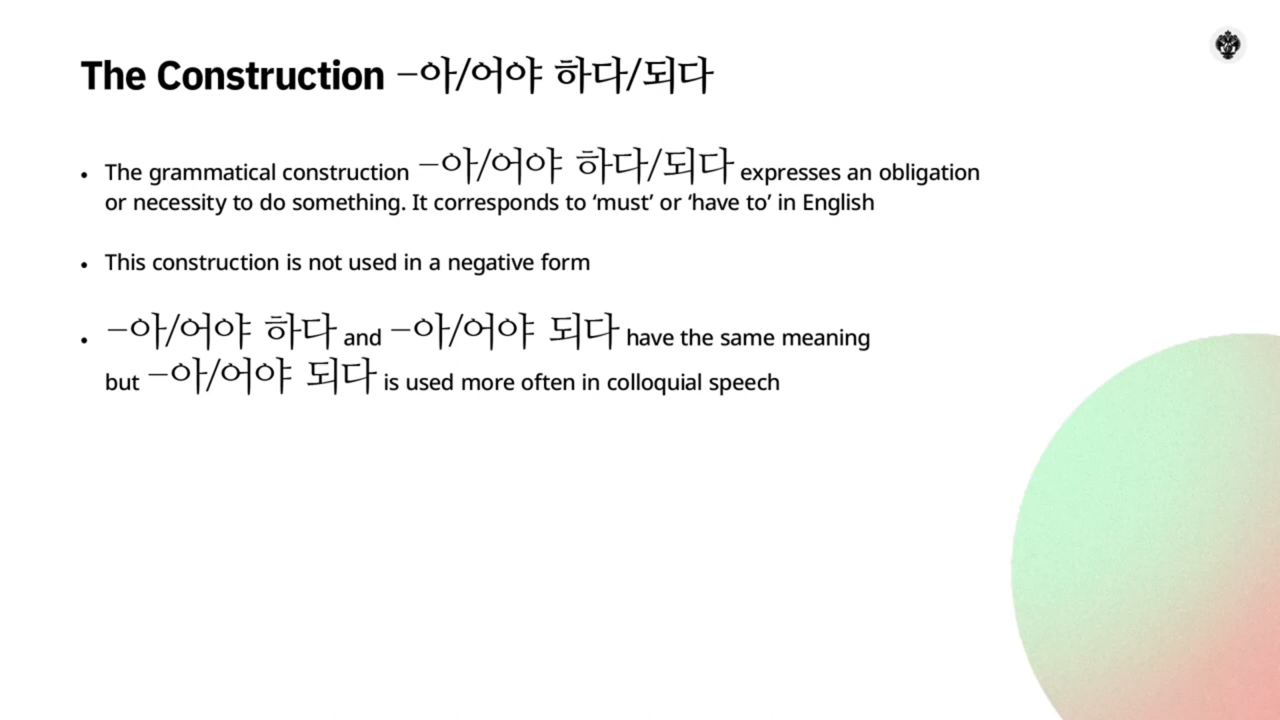 The Construction –아/어야 하다/되다
• The grammatical construction –아/어야 하다/되다 expresses an obligation
or necessity to do something. It corresponds to ‘must’ or ‘have to’ in English
• This construction is not used in a negative form
• –아/어야 하다 and –아/어야 되다 have the same meaning
but –아/어야 되다 is used more often in colloquial speech